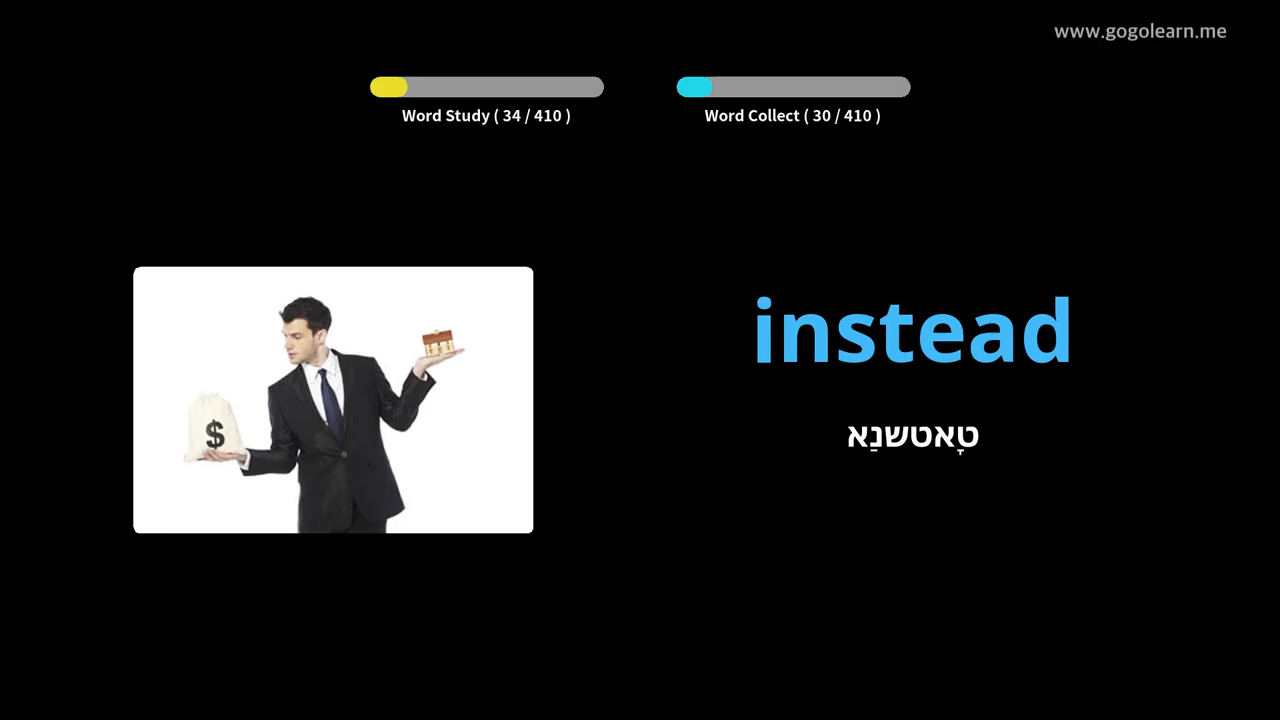 www.gogolearn.me
Word Study ( 34 / 410 )
Word Collect ( 30 / 410 )
instead
טָאטשנַא
$